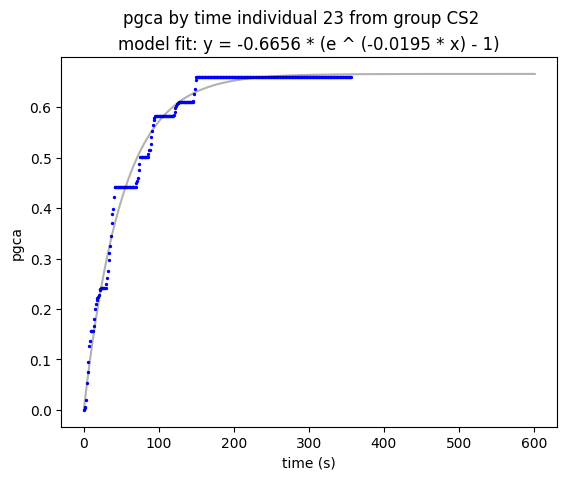 pgca by time individual 23 from group CS2
model fit: y = -0.6656 * (e ^ (-0.0195 * x) - 1)
pgca
0.6
0.5
0.4
0.3
0.2
0.1
0.0
0 100 200 300 400 500 600
time (s)